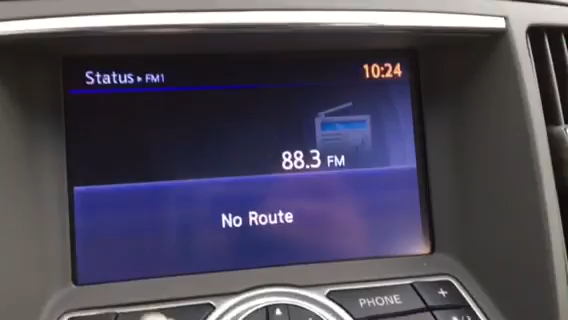 Status ▸ FM1
10:24
88.3 FM
No Route
PHONE +